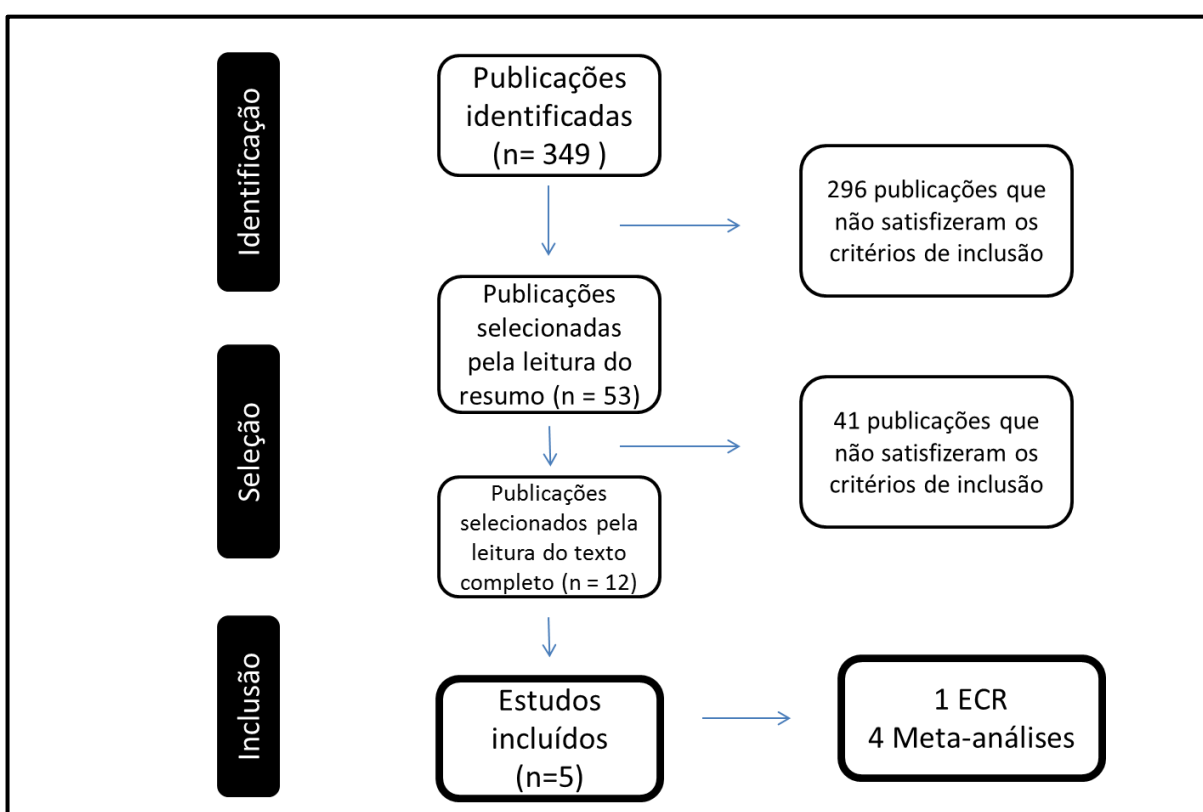 Identificação
Publicações
identificadas
(n= 349 )
296 publicações que
não satisfizeram os
critérios de inclusão
Publicações
selecionadas
pela leitura do
resumo (n = 53)
Seleção
41 publicações que
não satisfizeram os
critérios de inclusão
Publicações
selecionados pela
leitura do texto
completo (n = 12)
Inclusão
Estudos
incluídos
(n=5)
1 ECR
4 Meta-análises